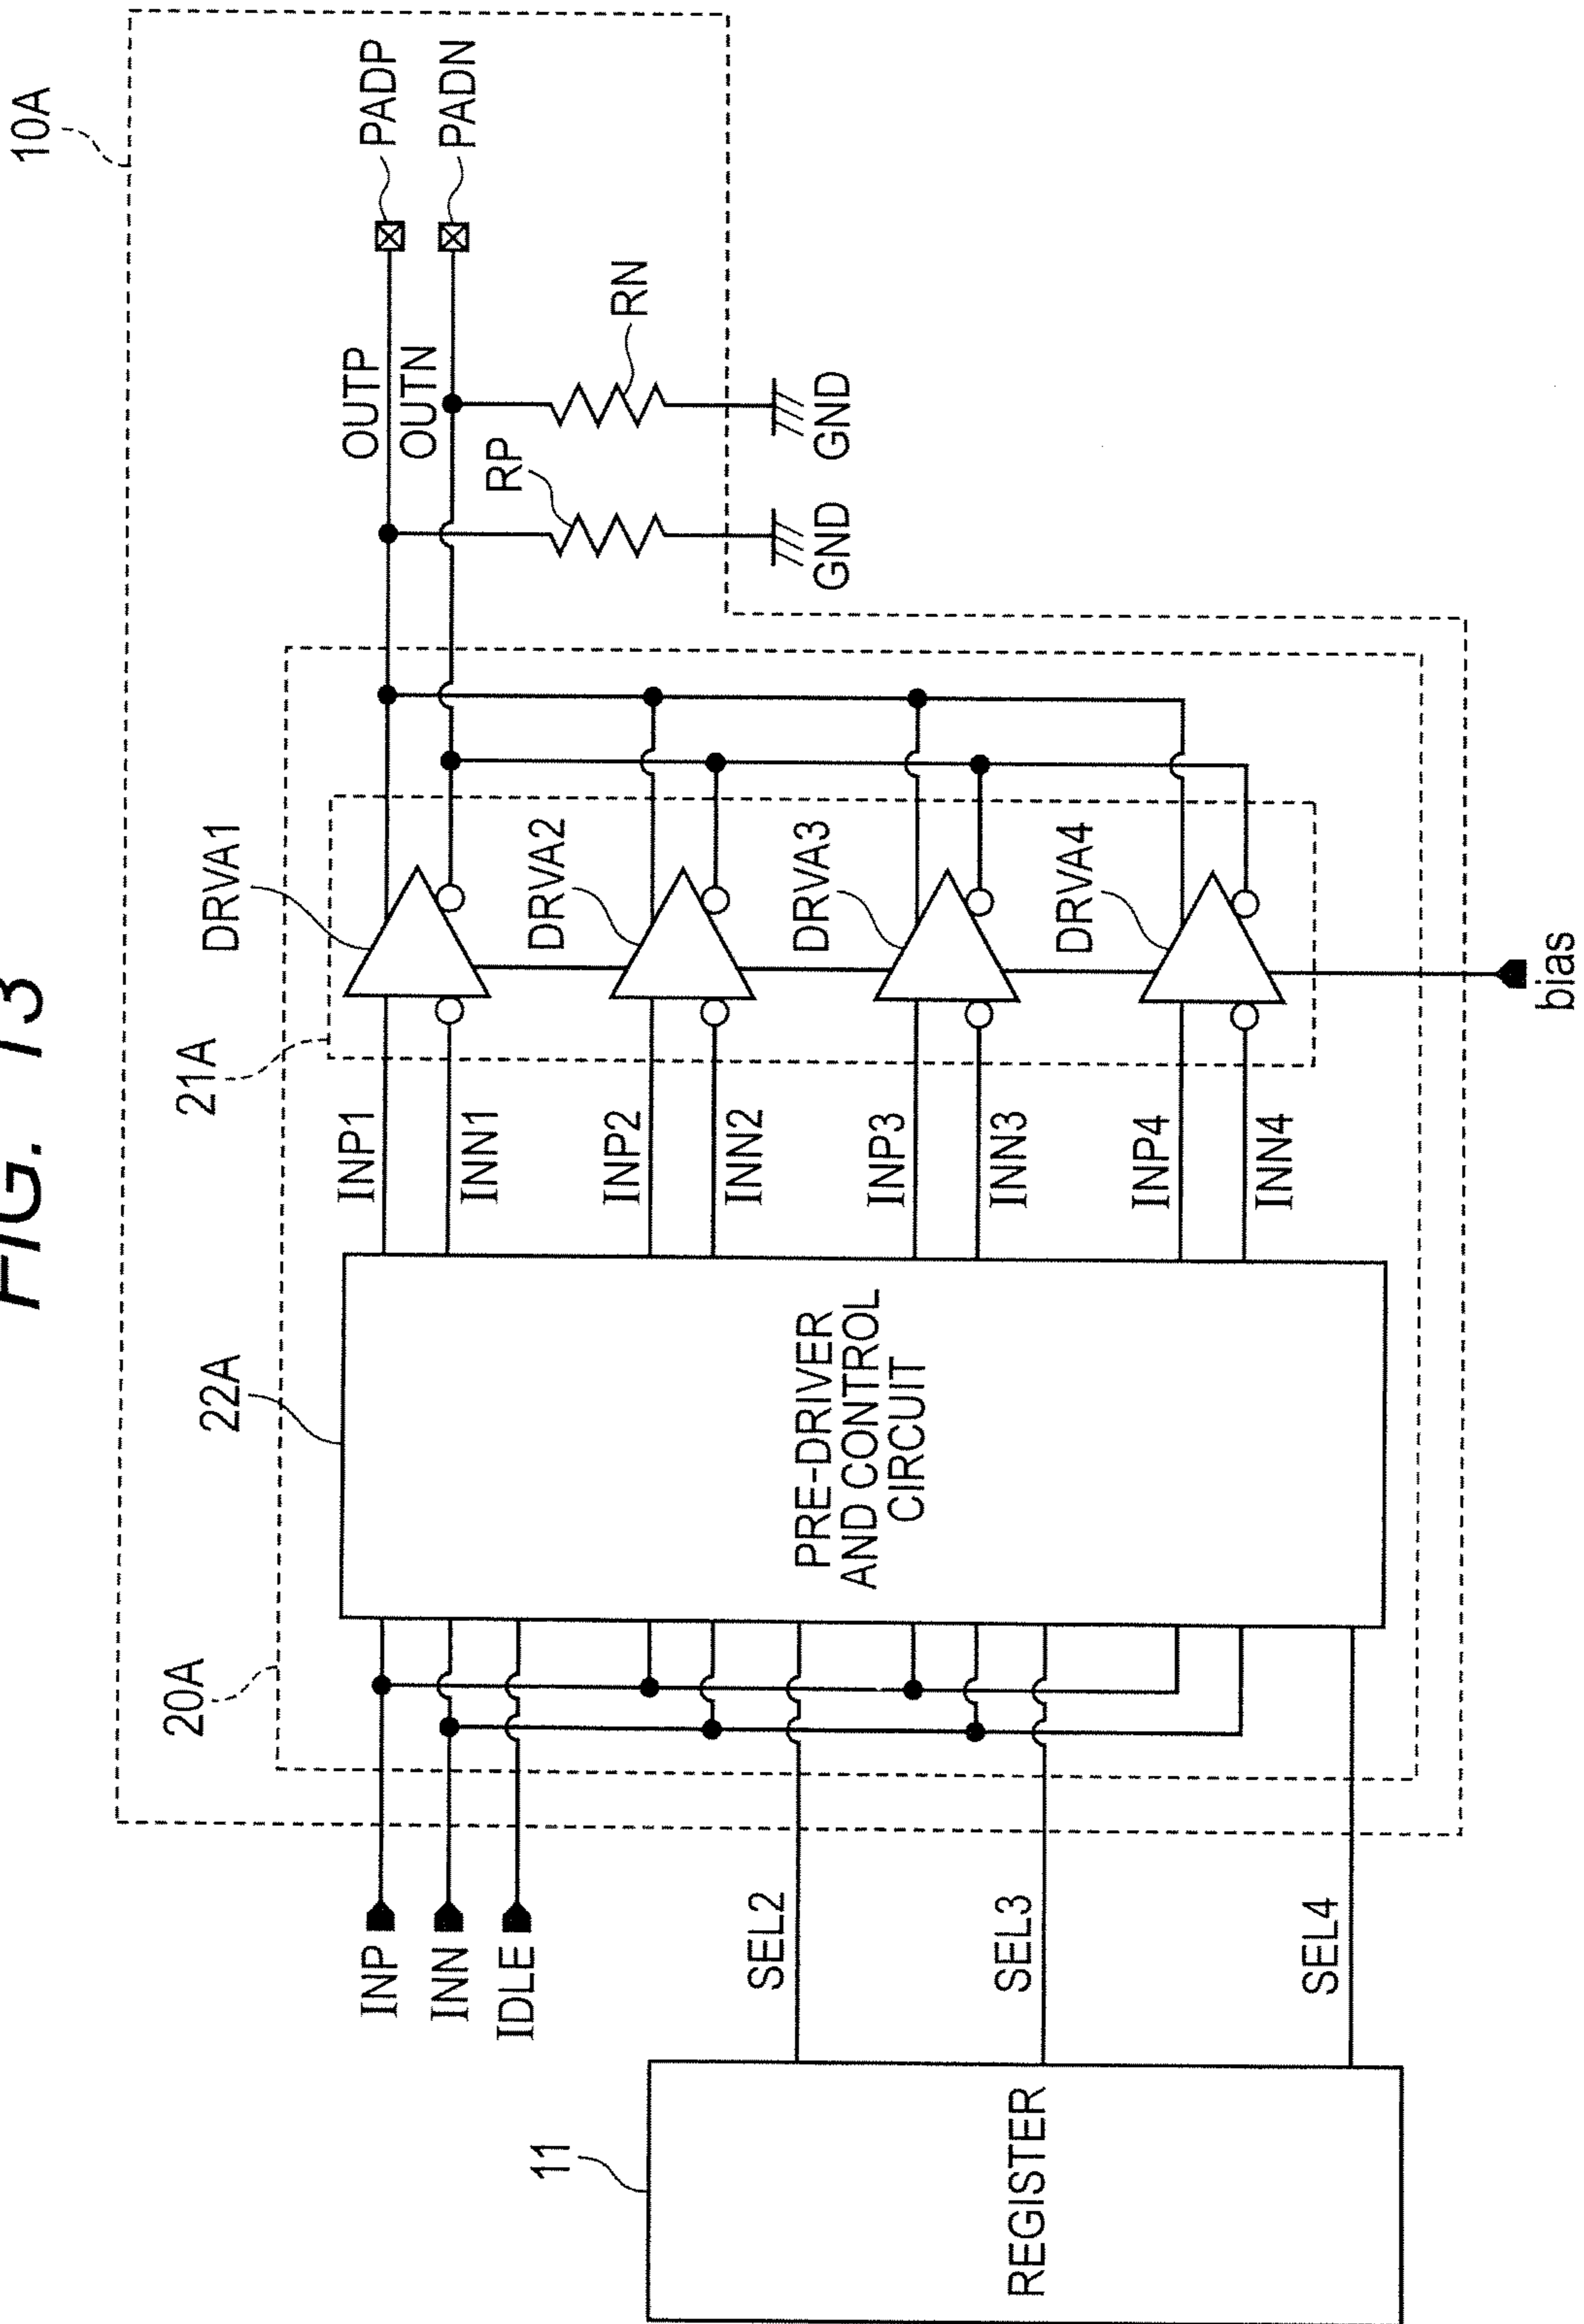 FIG. 13
10A
PADP
PADN
OUTP
OUTN
RN
RP
GND
GND
DRVA1
DRVA2
DRVA3
DRVA4
21A
bias
INP1
INN1
INP2
INN2
INP3
INN3
INP4
INN4
22A
PRE-DRIVER
AND CONTROL
CIRCUIT
20A
INP
INN
IDLE
SEL2
SEL3
SEL4
11
REGISTER